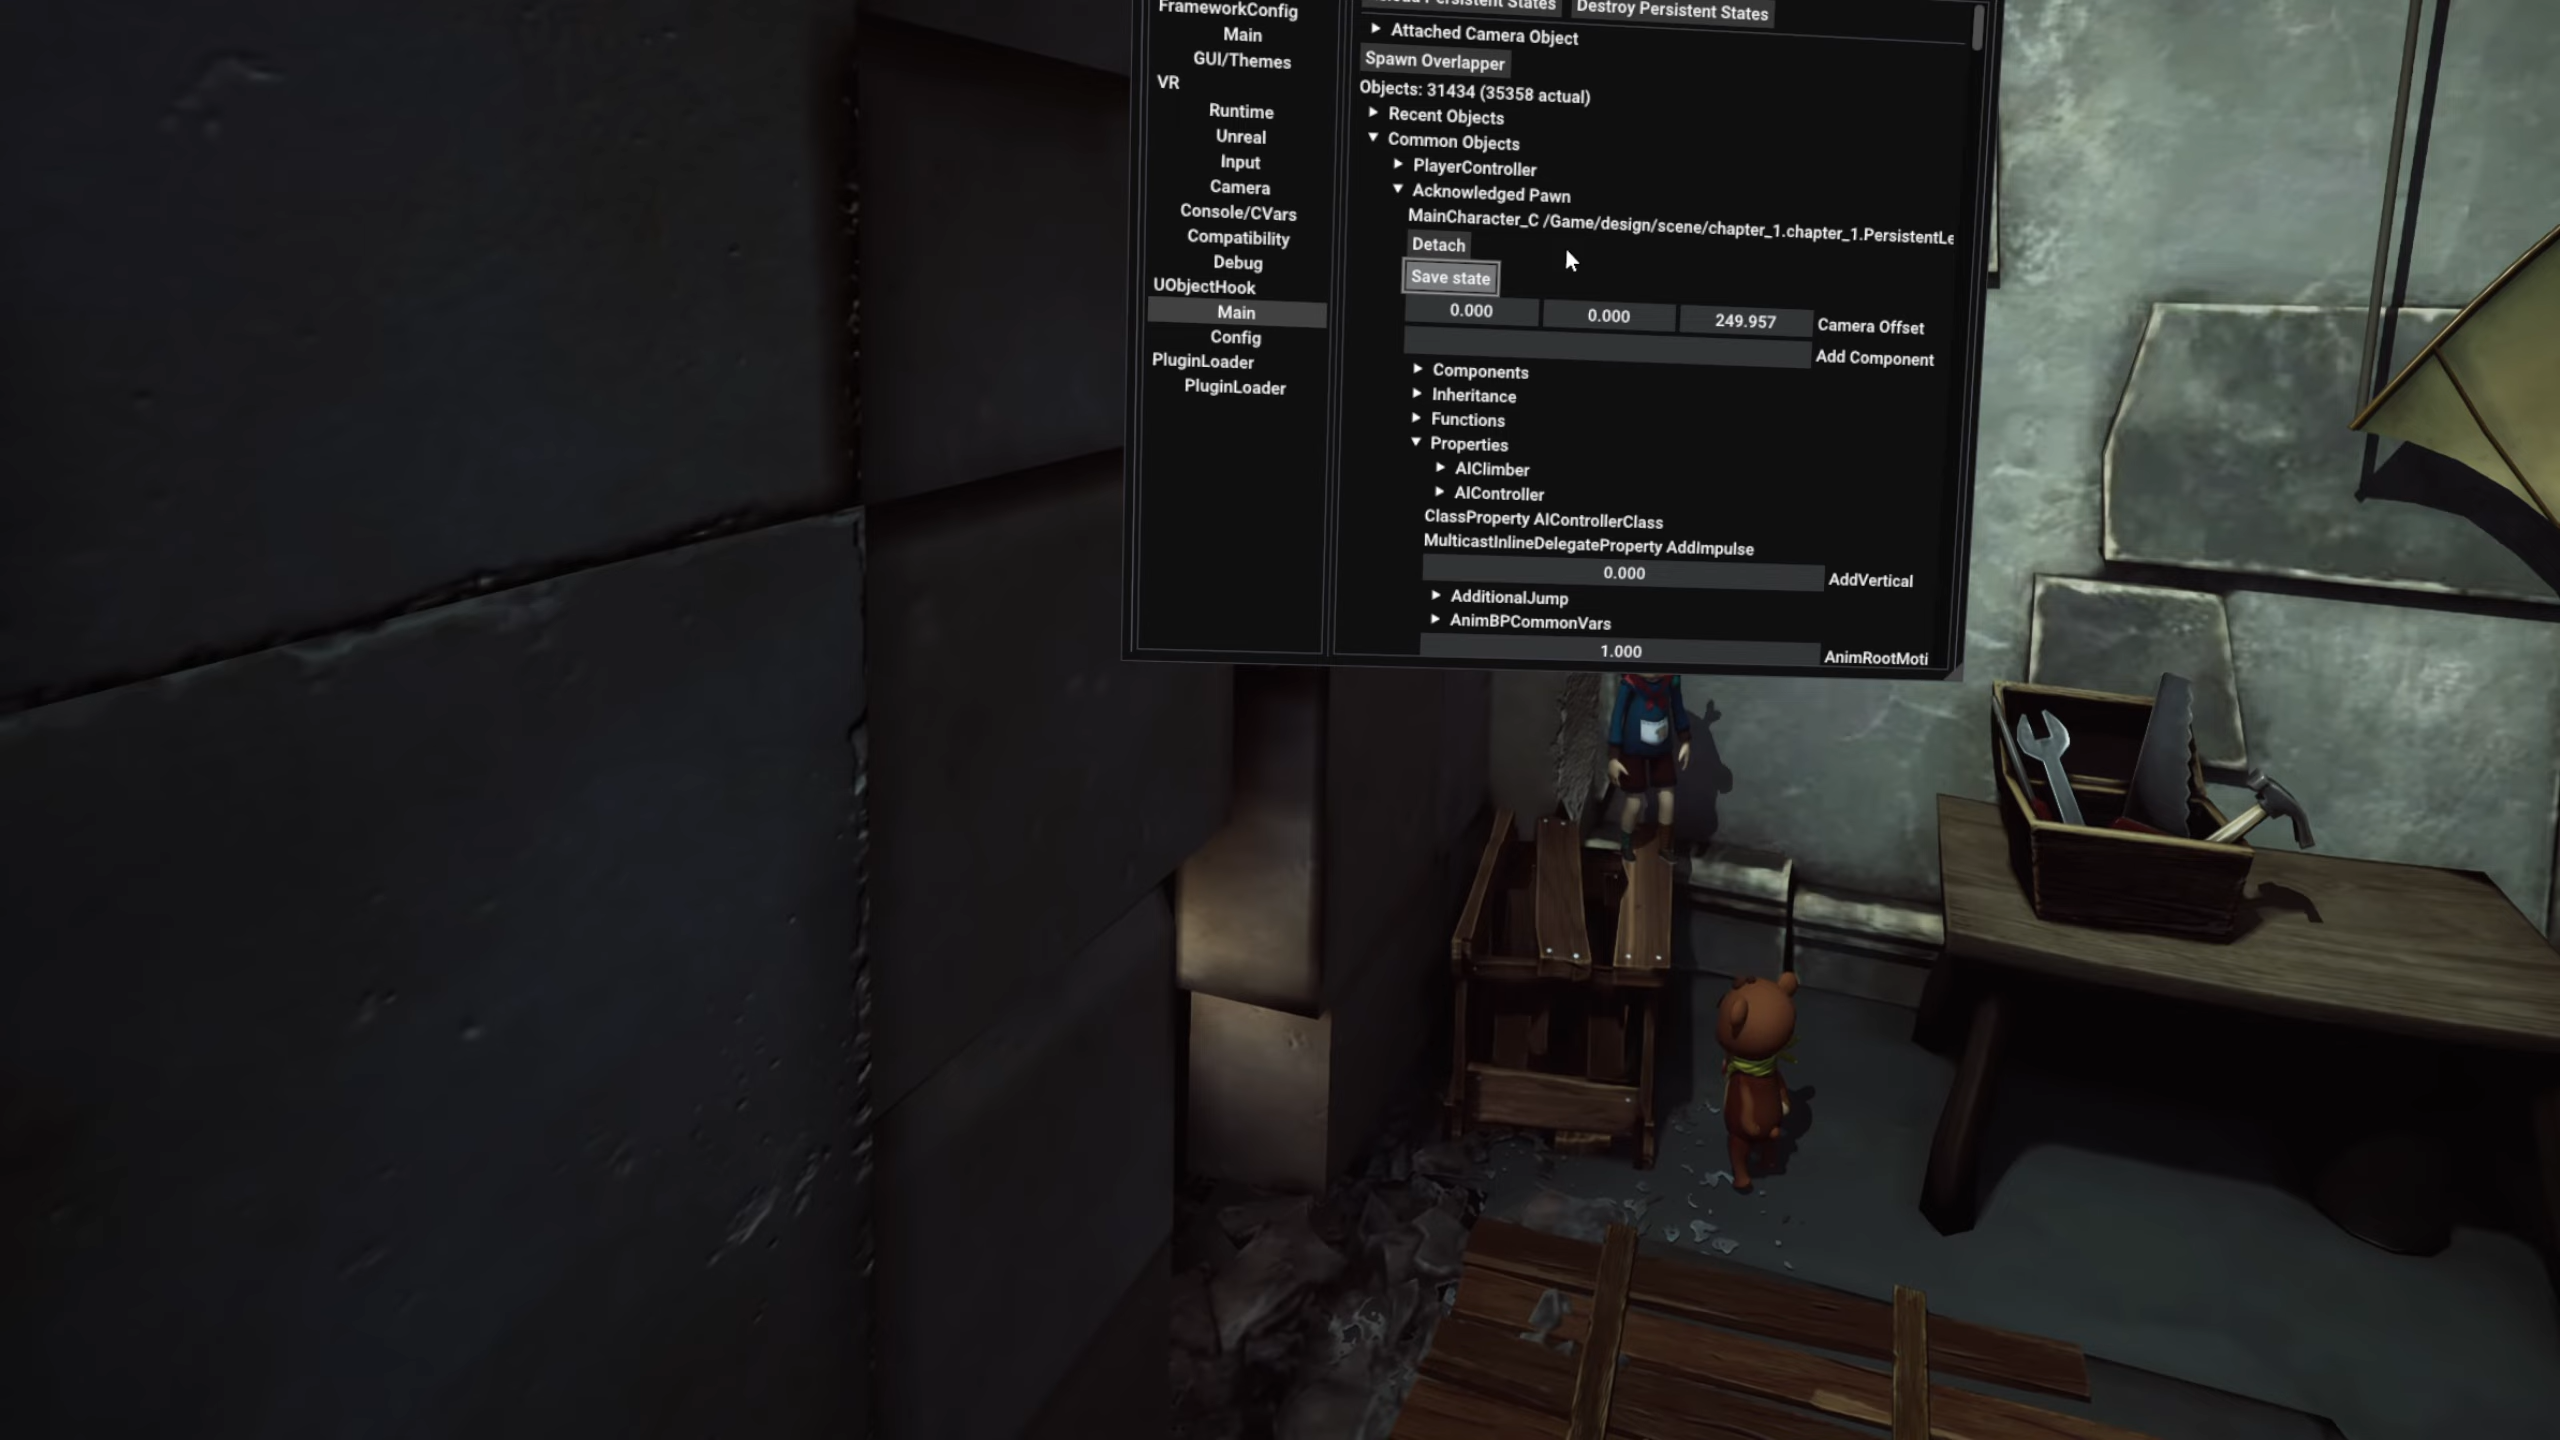 FrameworkConfig
Main
GUI/Themes
VR
Runtime
Unreal
Input
Camera
Console/CVars
Compatibility
Debug
UObjectHook
Main
Config
PluginLoader
PluginLoader
Persistent States
Destroy Persistent States
Attached Camera Object
Spawn Overlapper
Objects: 31434 (35358 actual)
Recent Objects
Common Objects
PlayerController
Acknowledged Pawn
MainCharacter_C /Game/design/scene/chapter_1.chapter_1.PersistentLe
Detach
Save state
0.000 0.000 249.957 Camera Offset
Add Component
Components
Inheritance
Functions
Properties
AIClimber
AIController
ClassProperty AIControllerClass
MulticastInlineDelegateProperty AddImpulse
0.000 AddVertical
AdditionalJump
AnimBPCommonVars
1.000 AnimRootMoti